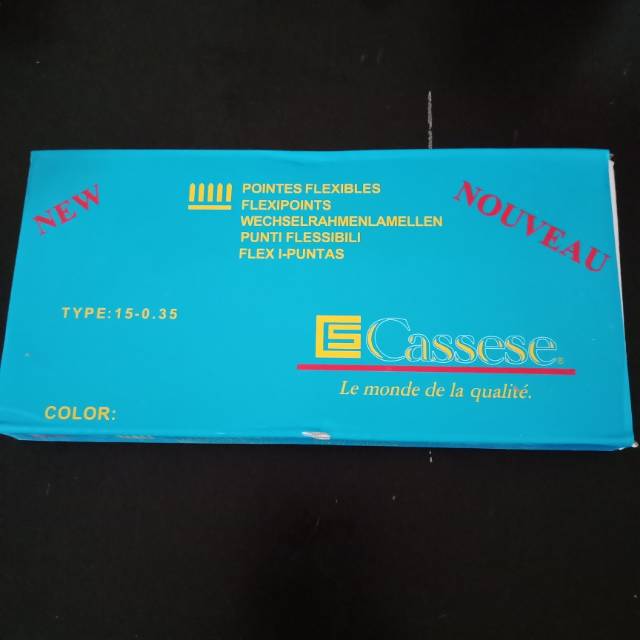 NEW
NOUVEAU
POINTES FLEXIBLES
FLEXIPOINTS
WECHSELRAHMENLAMELLEN
PUNTI FLESSIBILI
FLEX I-PUNTAS
TYPE:15-0.35
CS Cassese®
Le monde de la qualité.
COLOR: